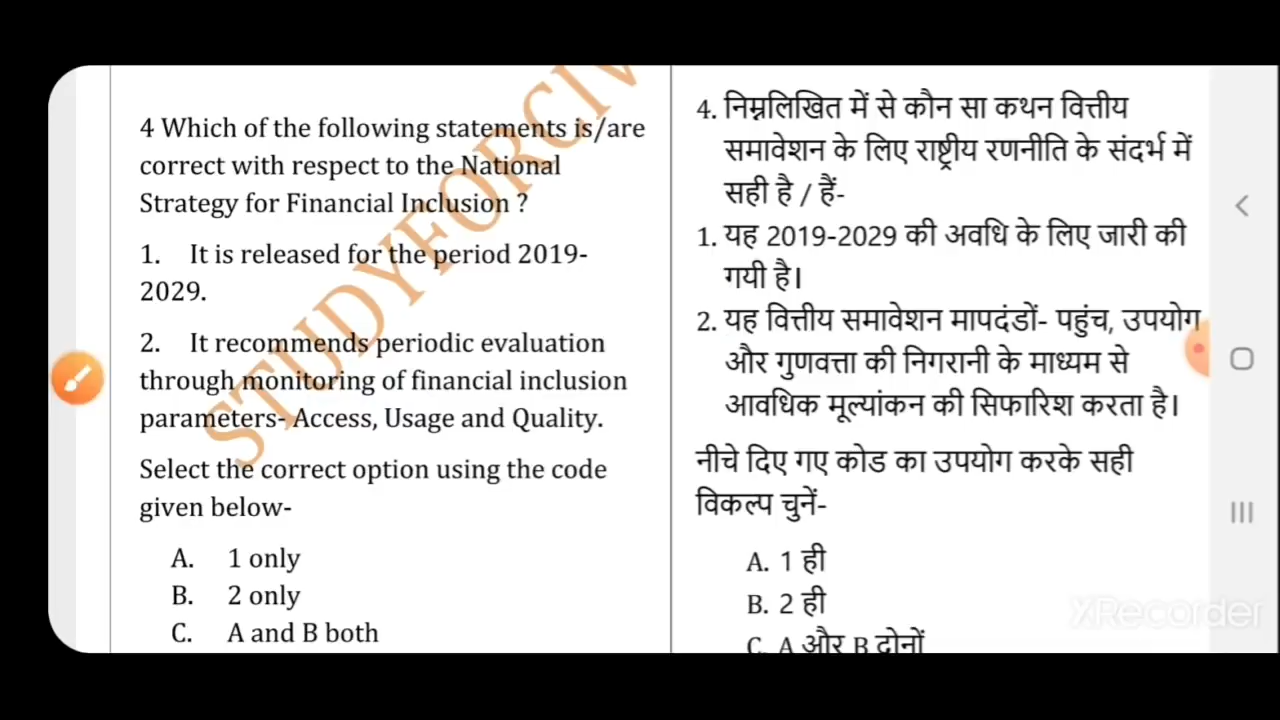 4 Which of the following statements is/are
correct with respect to the National
Strategy for Financial Inclusion ?
1. It is released for the period 2019-
2029.
2. It recommends periodic evaluation
through monitoring of financial inclusion
parameters- Access, Usage and Quality.
Select the correct option using the code
given below-
A. 1 only
B. 2 only
C. A and B both
4. निम्नलिखित में से कौन सा कथन वित्तीय
समावेशन के लिए राष्ट्रीय रणनीति के संदर्भ में
सही है / हैं-
1. यह 2019-2029 की अवधि के लिए जारी की
गयी है।
2. यह वित्तीय समावेशन मापदंडों- पहुंच, उपयोग
और गुणवत्ता की निगरानी के माध्यम से
आवधिक मूल्यांकन की सिफारिश करता है।
नीचे दिए गए कोड का उपयोग करके सही
विकल्प चुनें-
A. 1 ही
B. 2 ही
C. A और B दोनों
STUDYFORCIV
XRecorder